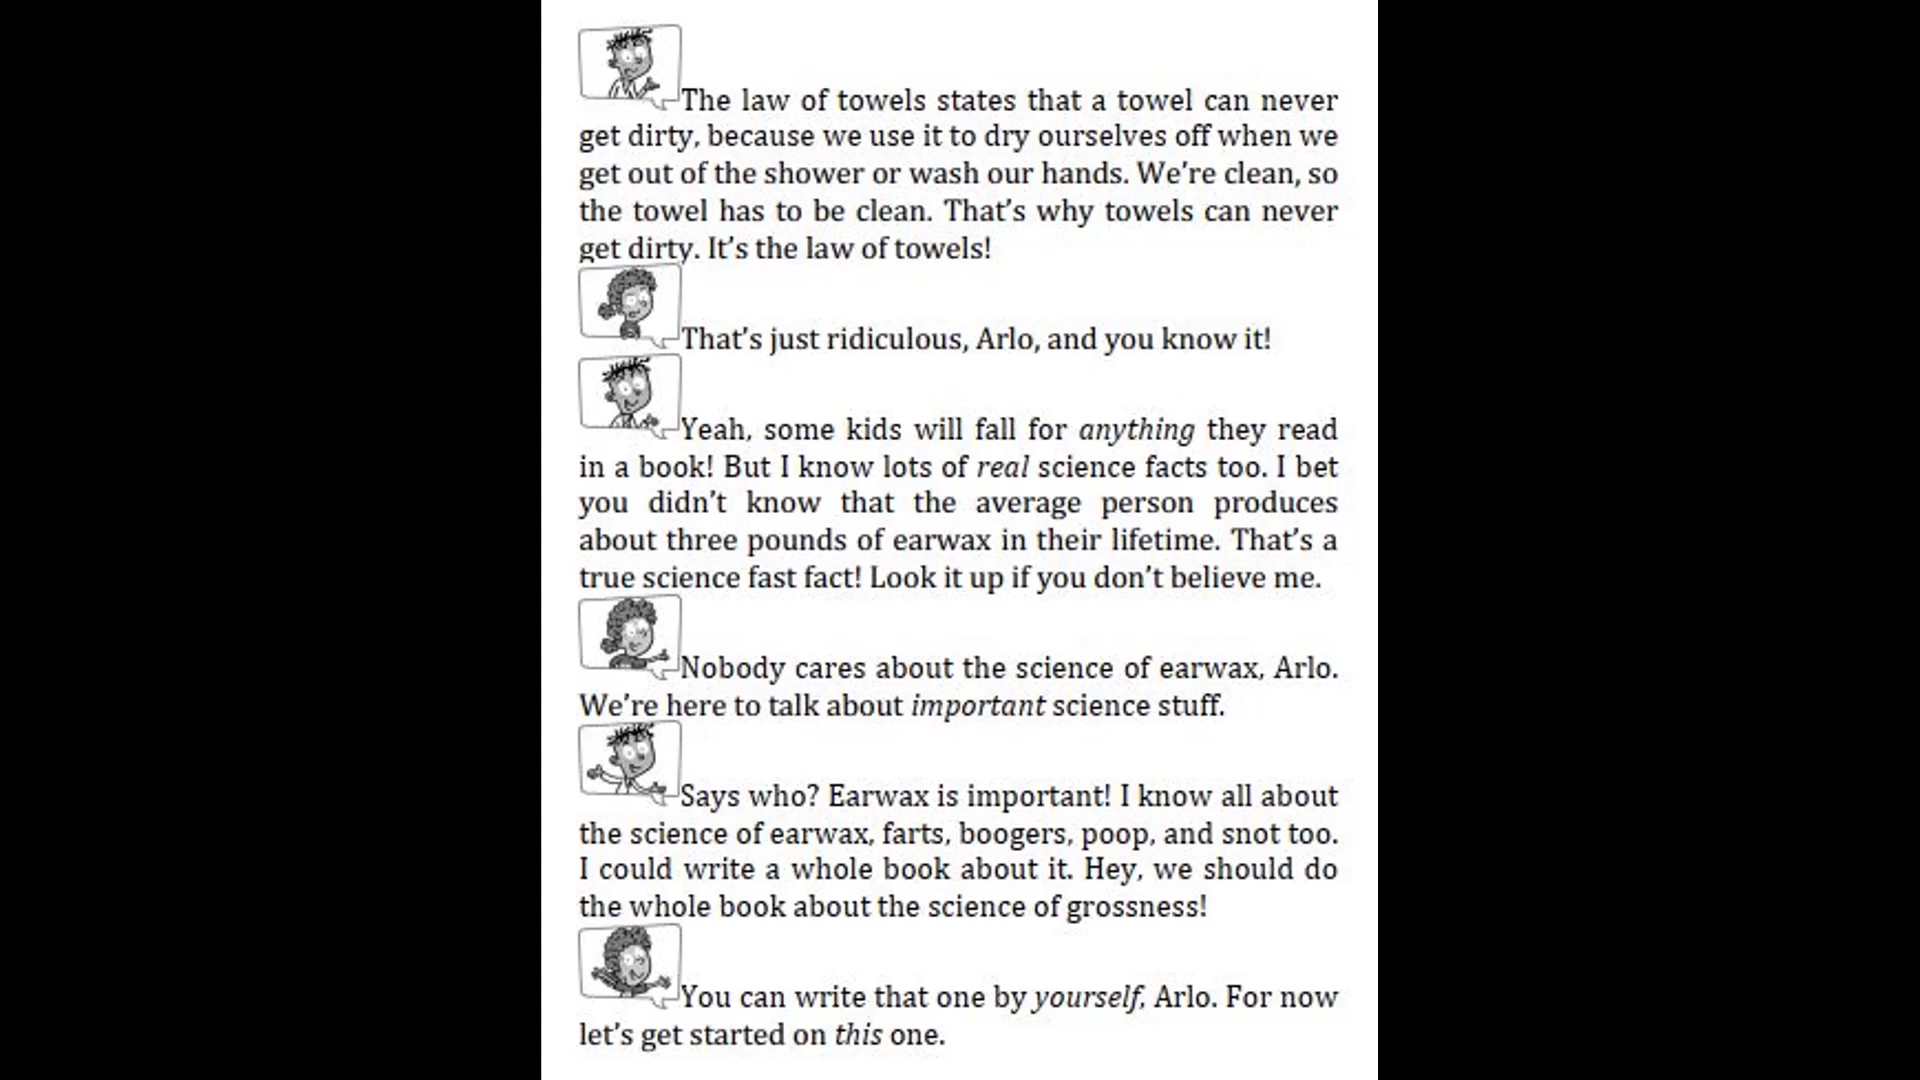 The law of towels states that a towel can never
get dirty, because we use it to dry ourselves off when we
get out of the shower or wash our hands. We’re clean, so
the towel has to be clean. That’s why towels can never
get dirty. It’s the law of towels!
That’s just ridiculous, Arlo, and you know it!
Yeah, some kids will fall for anything they read
in a book! But I know lots of real science facts too. I bet
you didn’t know that the average person produces
about three pounds of earwax in their lifetime. That’s a
true science fast fact! Look it up if you don’t believe me.
Nobody cares about the science of earwax, Arlo.
We’re here to talk about important science stuff.
Says who? Earwax is important! I know all about
the science of earwax, farts, boogers, poop, and snot too.
I could write a whole book about it. Hey, we should do
the whole book about the science of grossness!
You can write that one by yourself, Arlo. For now
let’s get started on this one.